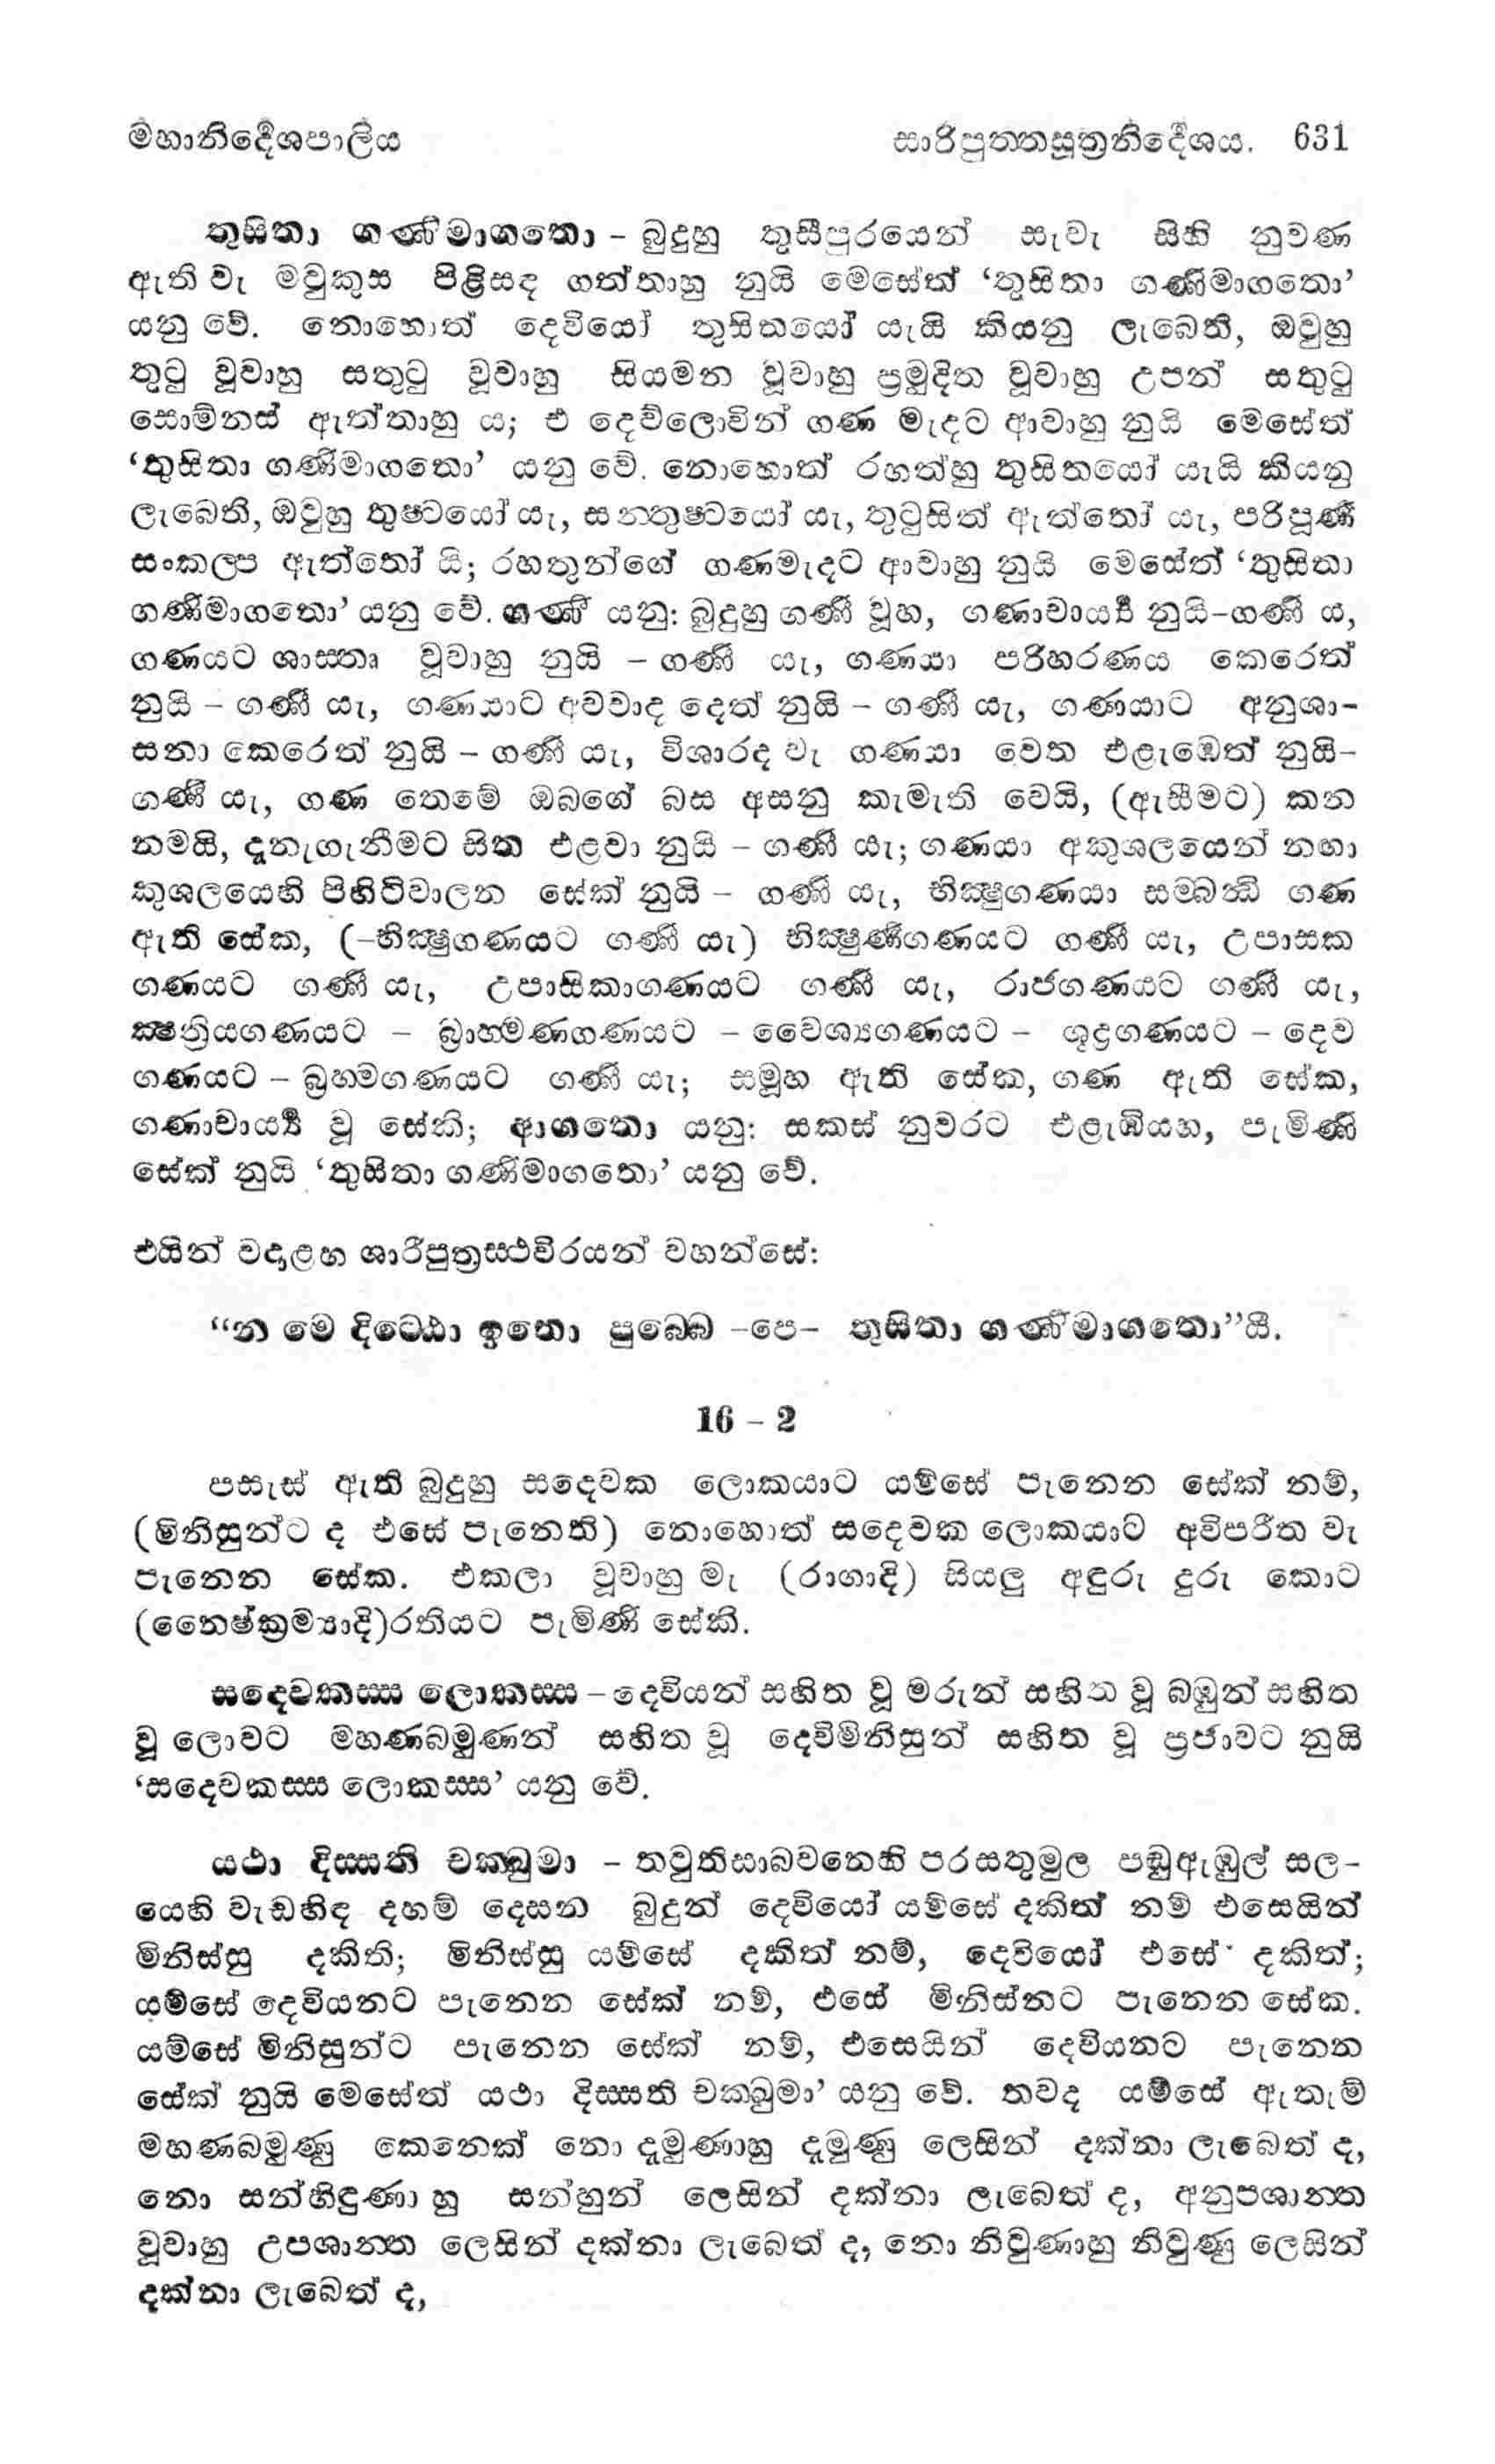 මහානිර්දේශපාලිය සාරිපුත්තසූත්‍රනිර්දේශය. 631
තුසිතා ගණිමාගතො – බුදුහු තුසීපුරයෙන් සැවැ සිහි නුවණ
ඇති වැ මවුකුස පිළිසඳ ගත්තාහු නුයි මෙසේත් ‘තුසිතා ගණිමාගතො’
යනු වේ. නොහොත් දෙවියෝ තුසිතයෝ යැයි කියනු ලැබෙති, ඔවුහු
තුටු වූවාහු සතුටු වූවාහු සියමන වූවාහු ප්‍රමුදිත වූවාහු උපන් සතුටු
සොම්නස් ඇත්තාහු ය; එ දෙව්ලොවින් ගණ මැදට ආවාහු නුයි මෙසේත්
‘තුසිතා ගණිමාගතො’ යනු වේ. නොහොත් රහත්හු තුසිතයෝ යැයි කියනු
ලැබෙති, ඔවුහු තුෂ්ටයෝ යැ, සන්තුෂ්ටයෝ යැ, තුටුසිත් ඇත්තෝ යැ, පරිපූර්ණ
සංකල්ප ඇත්තෝ යි; රහතුන්ගේ ගණමැදට ආවාහු නුයි මෙසේත් ‘තුසිතා
ගණිමාගතො’ යනු වේ. ගණී යනු: බුදුහු ගණී වූහ, ගණාචාර්‍ය්‍ය නුයි–ගණී ය,
ගණයට ශාස්තෘ වූවාහු නුයි – ගණී යැ, ගණයා පරිහරණය කෙරෙත්
නුයි – ගණී යැ, ගණයාට අවවාද දෙත් නුයි – ගණී යැ, ගණයාට අනුශා–
සනා කෙරෙත් නුයි – ගණී යැ, විශාරද වැ ගණයා වෙත එළැඹෙත් නුයි–
ගණී යැ, ගණ තෙමේ ඔබගේ බස අසනු කැමැති වෙයි, (ඇසීමට) කන
නමයි, දැනැගැනීමට සිත එළවා නුයි – ගණී යැ; ගණයා අකුශලයෙන් නඟා
කුශලයෙහි පිහිටිවාලන සේක් නුයි – ගණී යැ, භික්ෂුගණයා සම්බන්ධි ගණ
ඇති සේක, (–භික්ෂුගණයට ගණී යැ) භික්ෂුණීගණයට ගණී යැ, උපාසක
ගණයට ගණී යැ, උපාසිකාගණයට ගණී යැ, රාජගණයට ගණී යැ,
ක්ෂත්‍රියගණයට – බ්‍රාහ්මණගණයට – වෛශ්‍යගණයට – ශූද්‍රගණයට – දෙව
ගණයට – බ්‍රහ්මගණයට ගණී යැ; සමූහ ඇති සේක, ගණ ඇති සේක,
ගණාචාර්‍ය්‍ය වූ සේකි; ආගතො යනු: සකස් නුවරට එළැඹියහ, පැමිණි
සේක් නුයි ‘තුසිතා ගණිමාගතො’ යනු වේ.
එයින් වදාළහ ශාරීපුත්‍රස්ථවිරයන් වහන්සේ:
“න මෙ දිට්ඨො ඉතො පුබ්බෙ –පෙ– තුසිතා ගණිමාගතො”යි.
16 – 2
පසැස් ඇති බුදුහු සදෙවක ලොකයාට යම්සේ පැනෙන සේක් නම්,
(මිනිසුන්ට ද එසේ පැනෙති) නොහොත් සදෙවක ලොකයාට අවිපරීත වැ
පැනෙන සේක. එකලා වූවාහු මැ (රාගාදි) සියලු අඳුරු දුරු කොට
(නෛෂ්ක්‍රම්‍යාදි)රතියට පැමිණි සේකි.
සදෙවකස්ස ලොකස්ස – දෙවියන් සහිත වූ මරුන් සහිත වූ බඹුන් සහිත
වූ ලොවට මහණබමුණන් සහිත වූ දෙවිමිනිසුන් සහිත වූ ප්‍රජාවට නුයි
‘සදෙවකස්ස ලොකස්ස’ යනු වේ.
යථා දිස්සති චක්ඛුමා – තවුතිසාබවනෙහි පරසතුමුල පඬුඇඹුල් සල–
යෙහි වැඩහිඳ දහම් දෙසන බුදුන් දෙවියෝ යම්සේ දකිත් නම් එසෙයින්
මිනිස්සු දකිති; මිනිස්සු යම්සේ දකිත් නම්, දෙවියෝ එසේ දකිත්;
යම්සේ දෙවියනට පැනෙන සේක් නම්, එසේ මිනිස්නට පැනෙන සේක.
යම්සේ මිනිසුන්ට පැනෙන සේක් නම්, එසෙයින් දෙවියනට පැනෙන
සේක් නුයි මෙසේත් යථා දිස්සති චක්ඛුමා’ යනු වේ. තවද යම්සේ ඇතැම්
මහණබමුණු කෙනෙක් නො දැමුණාහු දැමුණු ලෙසින් දක්නා ලැබෙත් ද,
නො සන්හිඳුණා හු සන්හුන් ලෙසින් දක්නා ලැබෙත් ද, අනුපශාන්ත
වූවාහු උපශාන්ත ලෙසින් දක්නා ලැබෙත් ද, නො නිවුණාහු නිවුණු ලෙසින්
දක්නා ලැබෙත් ද,